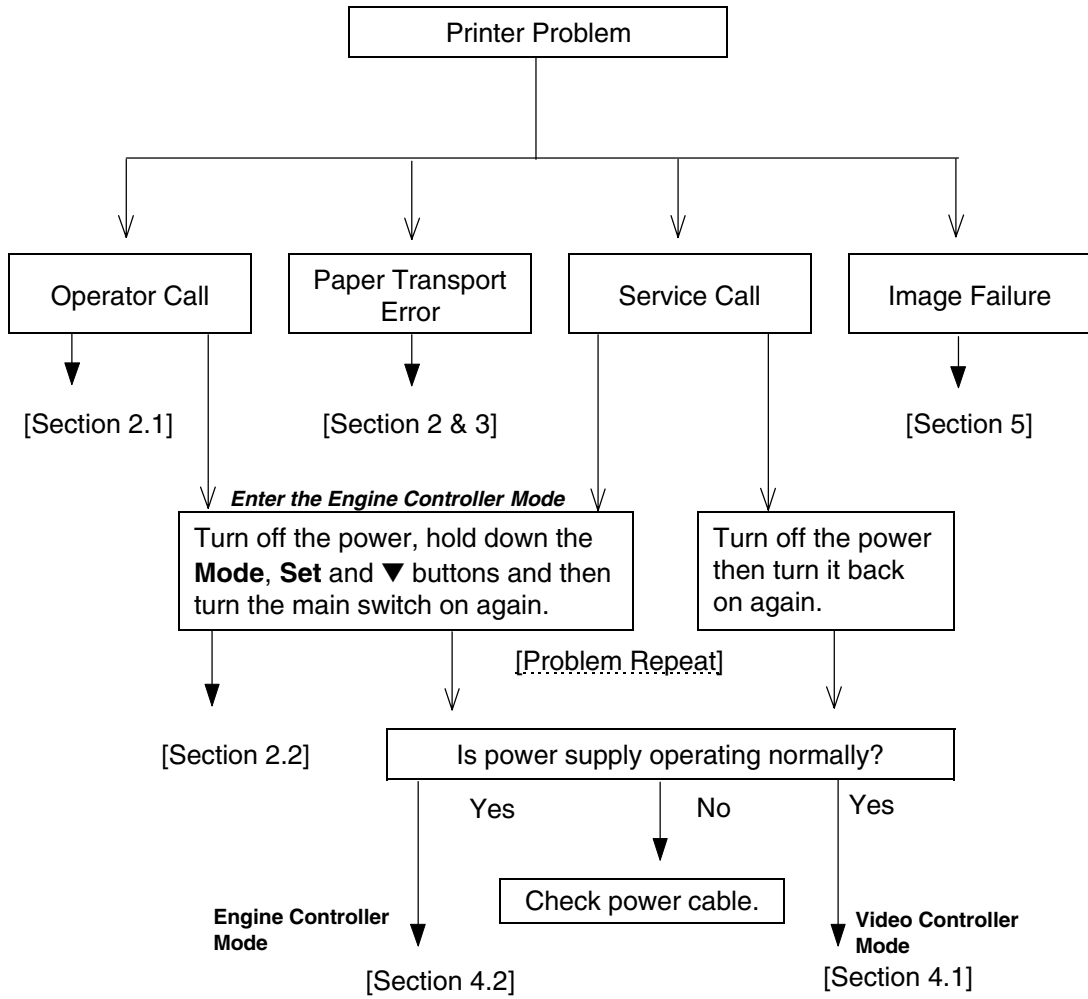 Printer Problem
Operator Call
Paper Transport
Error
Service Call
Image Failure
[Section 2.1]
[Section 2 & 3]
[Section 5]
Enter the Engine Controller Mode
Turn off the power, hold down the
Mode, Set and ▼ buttons and then
turn the main switch on again.
Turn off the power
then turn it back
on again.
[Problem Repeat]
[Section 2.2]
Is power supply operating normally?
Yes
No
Yes
Check power cable.
Engine Controller
Mode
Video Controller
Mode
[Section 4.2]
[Section 4.1]